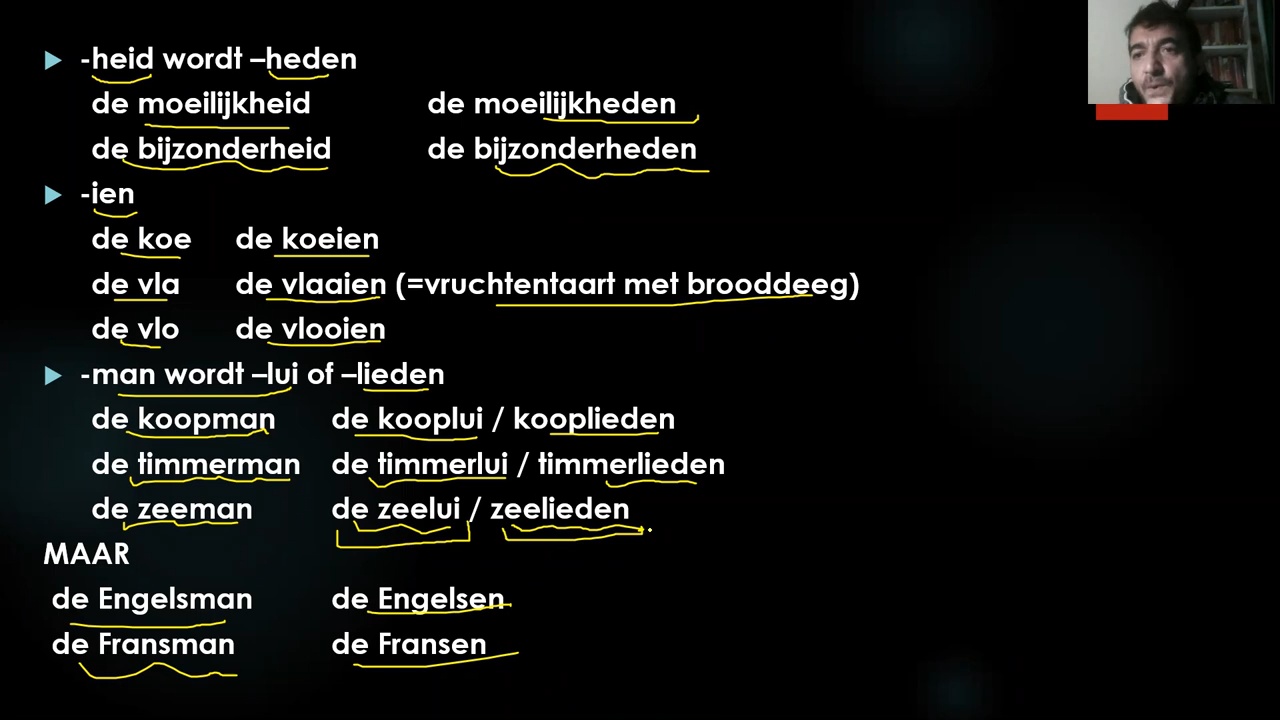 -heid wordt –heden
de moeilijkheid de moeilijkheden
de bijzonderheid de bijzonderheden
-ien
de koe de koeien
de vla de vlaaien (=vruchtentaart met brooddeeg)
de vlo de vlooien
-man wordt –lui of –lieden
de koopman de kooplui / kooplieden
de timmerman de timmerlui / timmerlieden
de zeeman de zeelui / zeelieden
MAAR
de Engelsman de Engelsen
de Fransman de Fransen